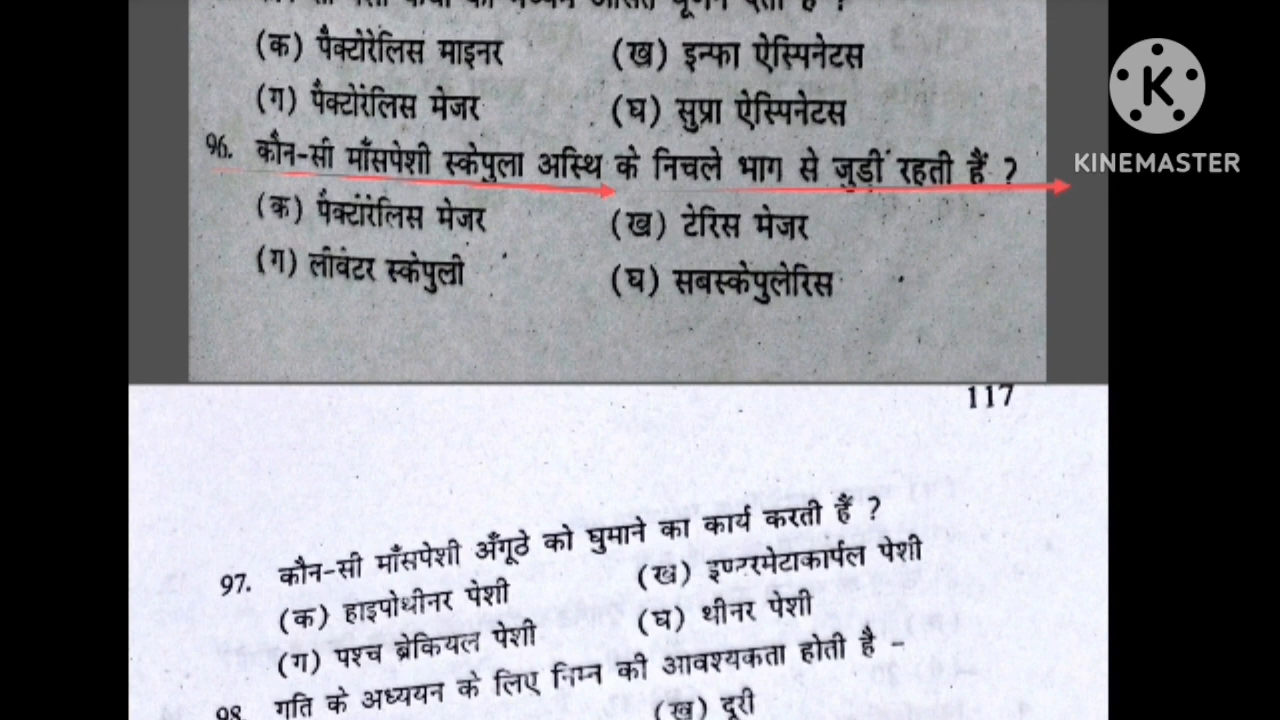 (क) पैक्टोरेलिस माइनर (ख) इन्फा ऐस्पिनेटस
(ग) पैक्टोरेलिस मेजर (घ) सुप्रा ऐस्पिनेटस
96. कौन-सी माँसपेशी स्केपुला अस्थि के निचले भाग से जुड़ीं रहती हैं ?
(क) पैक्टोरेलिस मेजर (ख) टेरिस मेजर
(ग) लीवेटर स्केपुली (घ) सबस्केपुलेरिस
K
KINEMASTER
117
97. कौन-सी माँसपेशी अँगूठे को घुमाने का कार्य करती हैं ?
(क) हाइपोथीनर पेशी (ख) इण्टरमेटाकार्पल पेशी
(ग) पश्च ब्रेकियल पेशी (घ) थीनर पेशी
98. गति के अध्ययन के लिए निम्न की आवश्यकता होती है -
(ख) दूरी